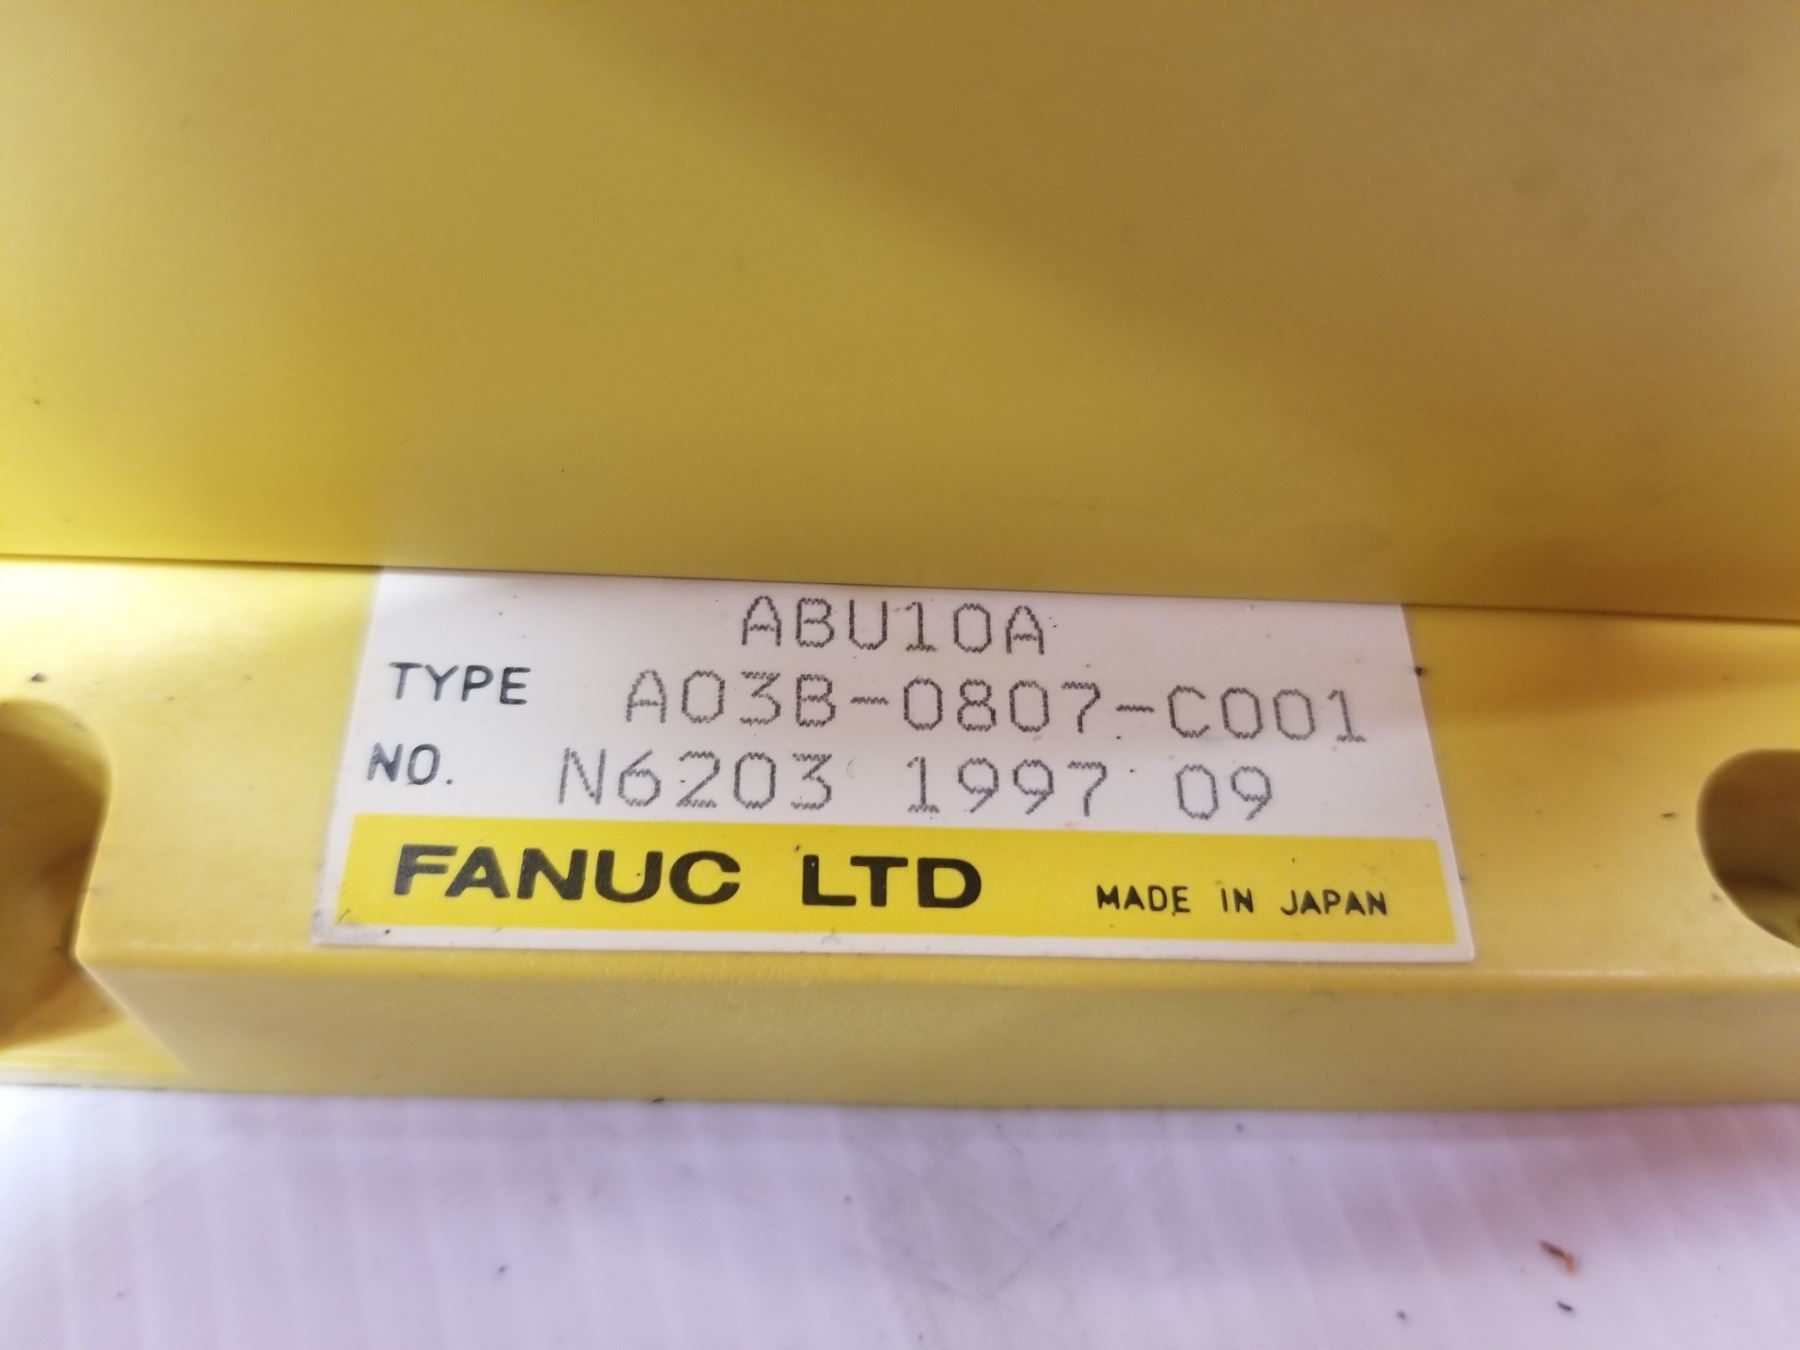 ABU10A
TYPE A03B-0807-C001
NO. N6203 1997 09
FANUC LTD MADE IN JAPAN